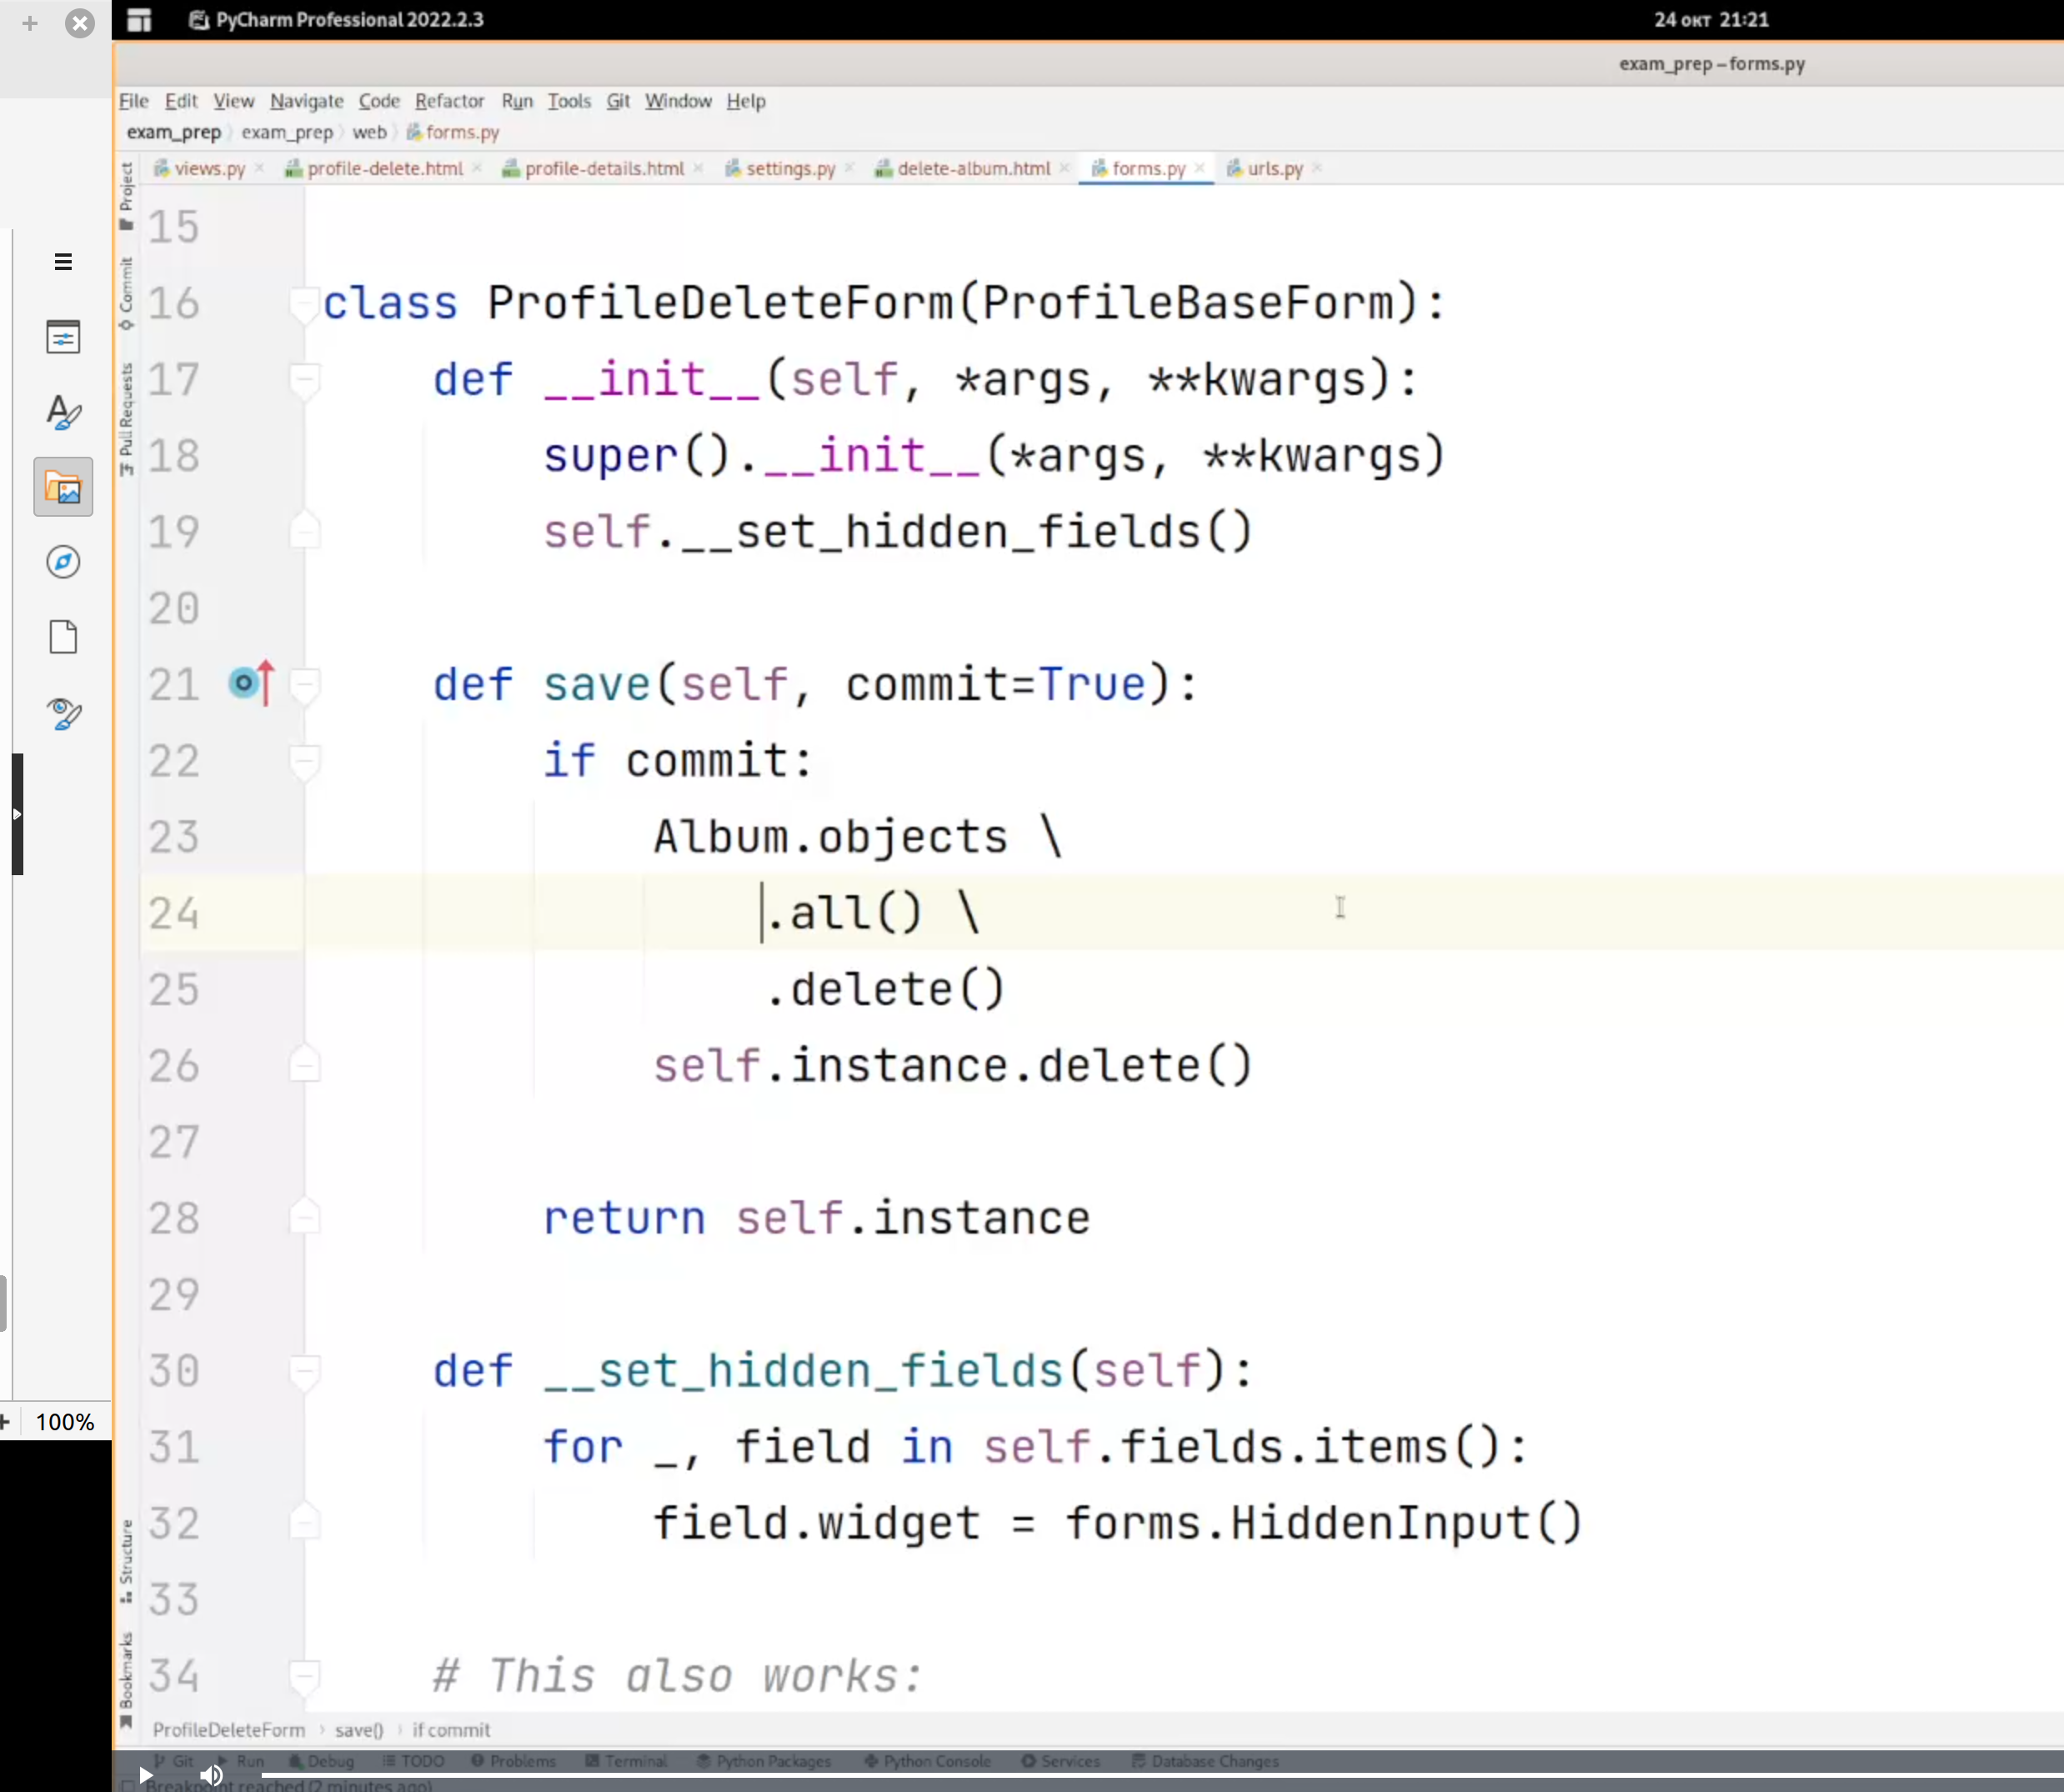 PyCharm Professional 2022.2.3
24 окт 21:21
exam_prep – forms.py
File Edit View Navigate Code Refactor Run Tools Git Window Help
exam_prep exam_prep web forms.py
views.py profile-delete.html profile-details.html settings.py delete-album.html forms.py urls.py
Project
Commit
Pull Requests
15
16 class ProfileDeleteForm(ProfileBaseForm):
17 def __init__(self, *args, **kwargs):
18 super().__init__(*args, **kwargs)
19 self.__set_hidden_fields()
20
21 def save(self, commit=True):
22 if commit:
23 Album.objects \
24 .all() \
25 .delete()
26 self.instance.delete()
27
28 return self.instance
29
30 def __set_hidden_fields(self):
31 for _, field in self.fields.items():
32 field.widget = forms.HiddenInput()
33
34 # This also works:
100%
Structure
Bookmarks
ProfileDeleteForm save() if commit
Git Run Debug TODO Problems Terminal Python Packages Python Console Services Database Changes
Breakpoint reached (2 minutes ago)